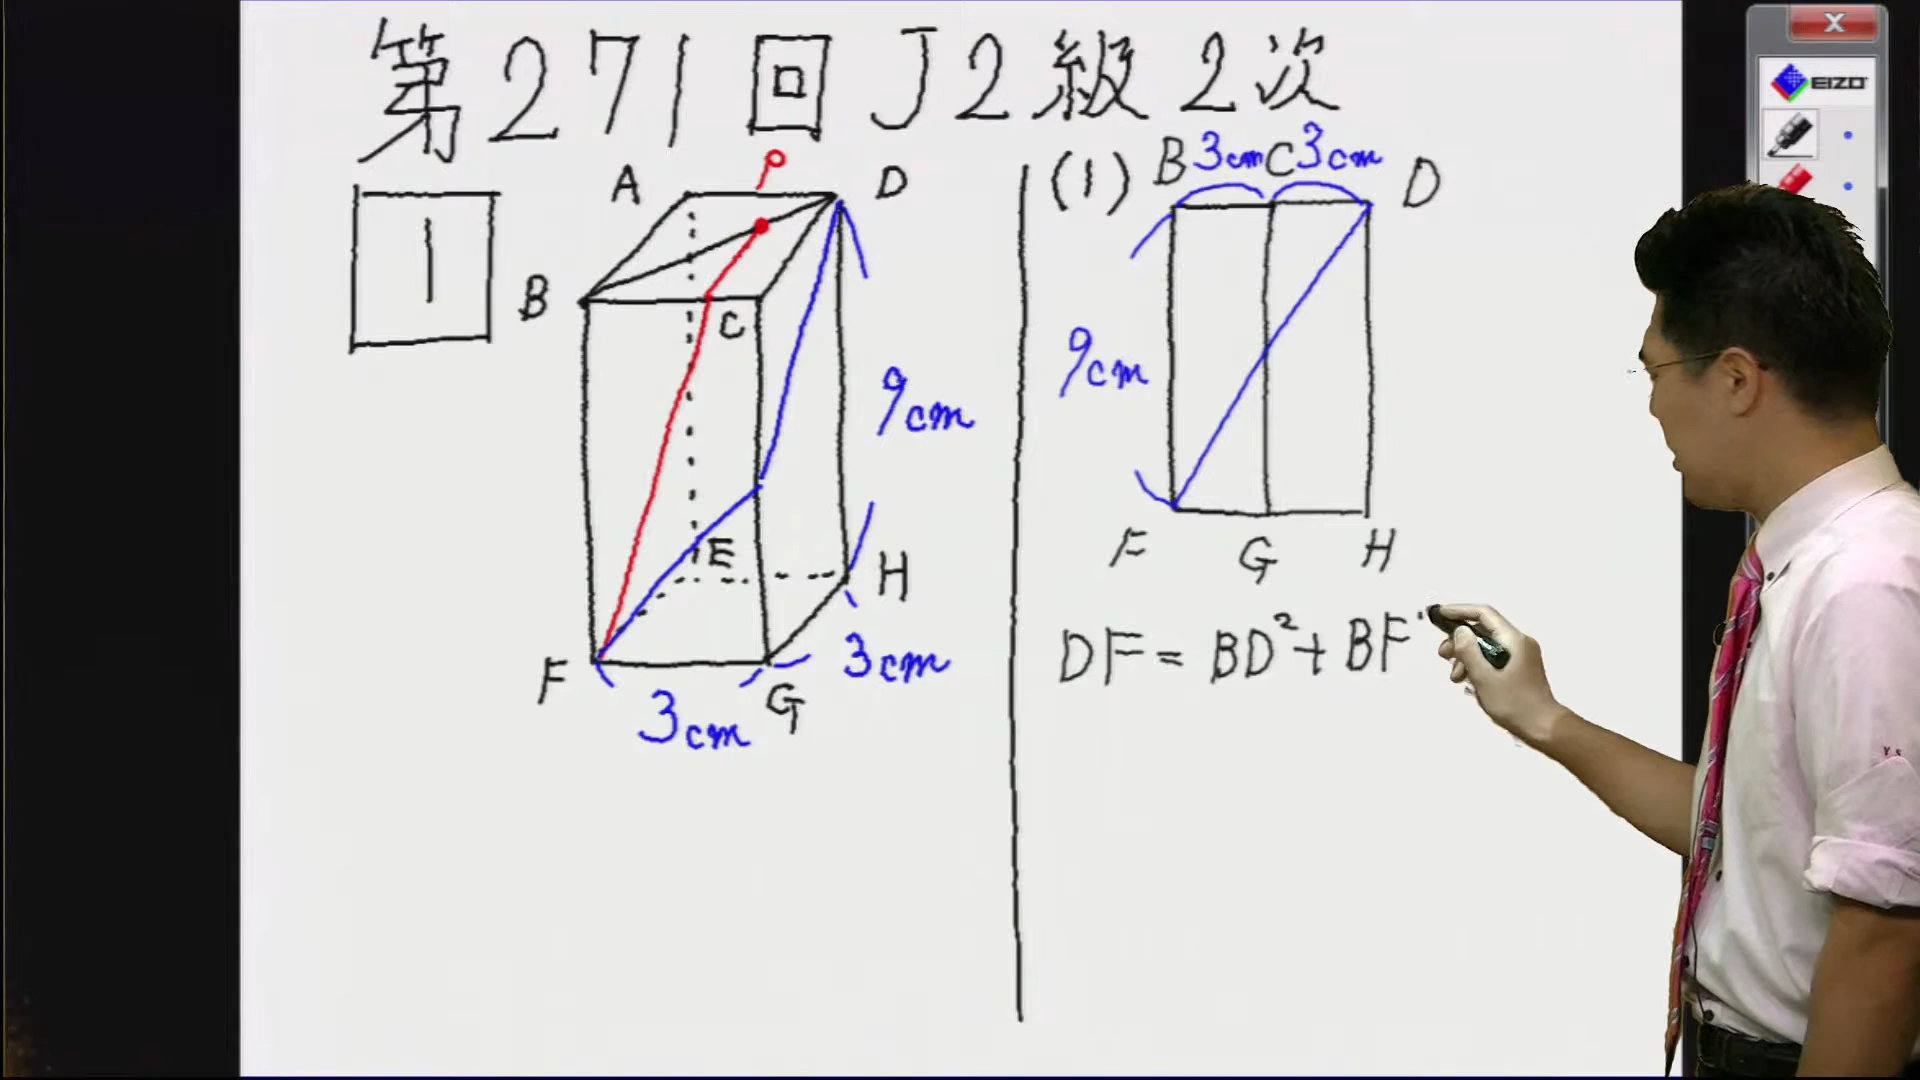 第271回J2級2次
1
A
P
D
B
C
9cm
E
H
F
G
3cm
3cm
(1)
B 3cm C 3cm D
9cm
F G H
DF = BD²+ BF
EIZO
Y.S